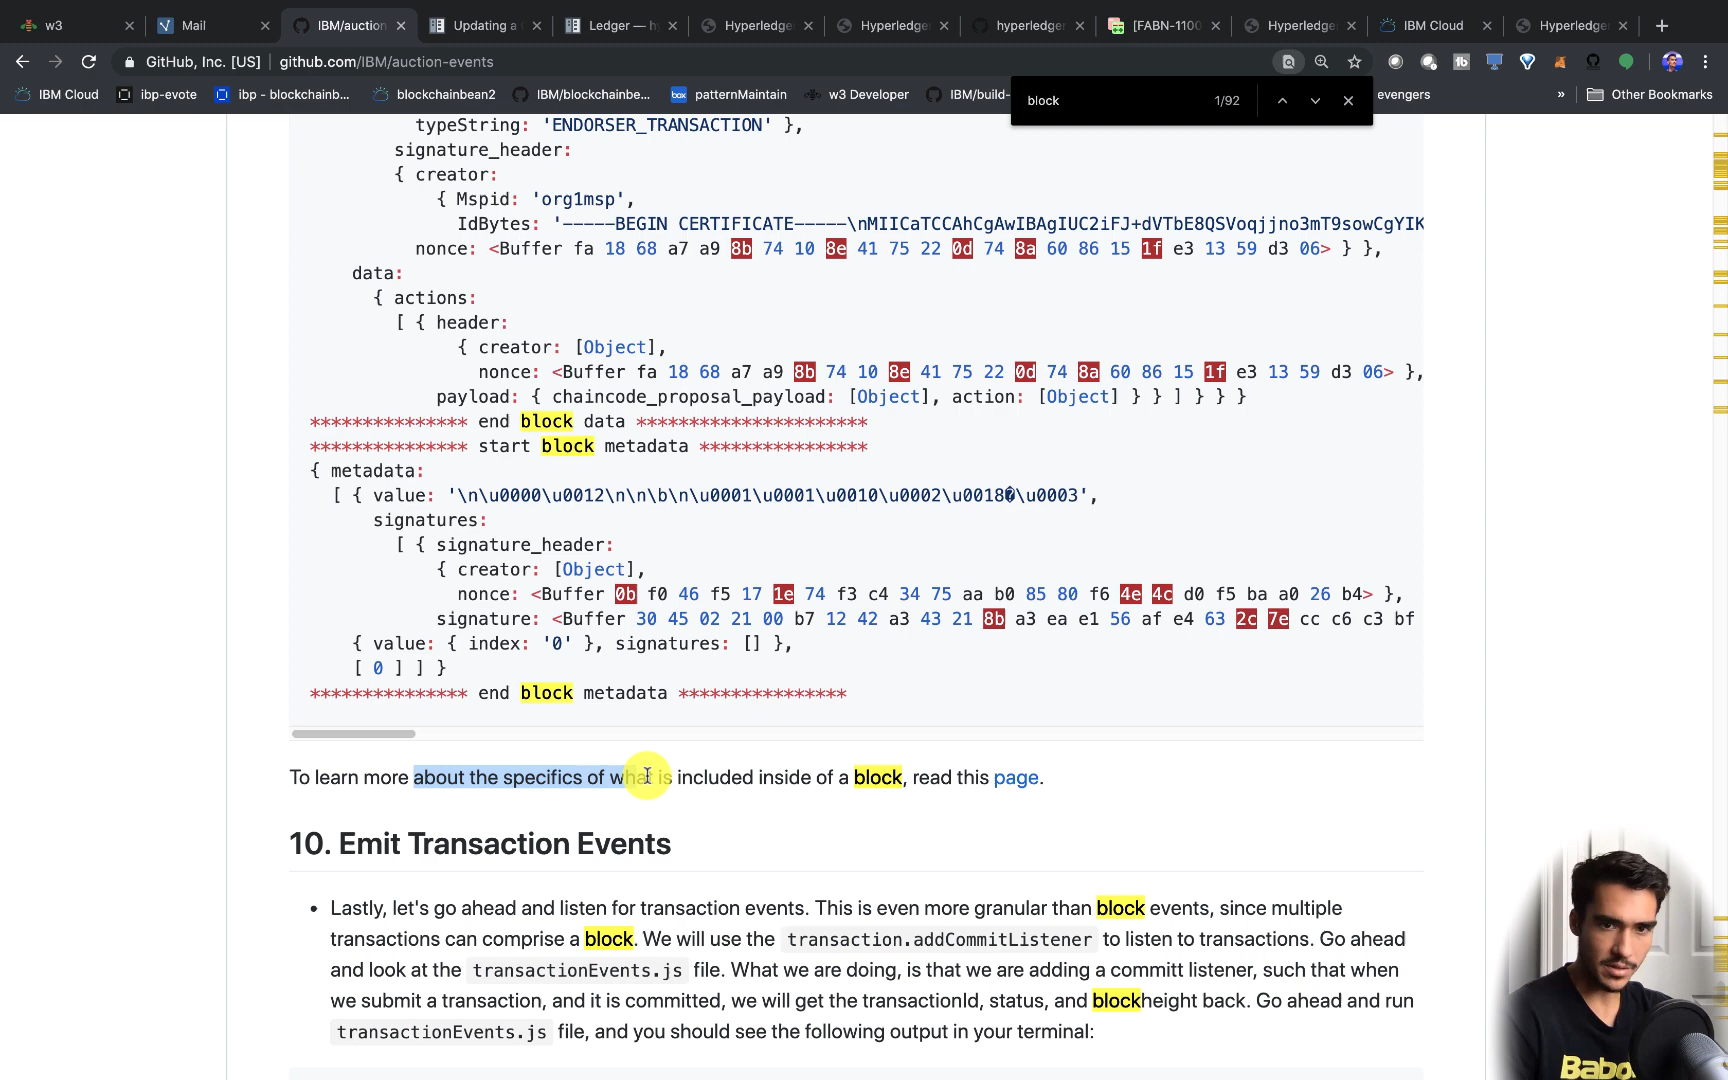 w3
Mail
IBM/auction
Updating a
Ledger — hy
Hyperledge
Hyperledge
hyperledger
[FABN-1100
Hyperledge
IBM Cloud
Hyperledge
GitHub, Inc. [US] | github.com/IBM/auction-events
IBM Cloud
ibp-evote
ibp - blockchainb...
blockchainbean2
IBM/blockchainbe...
patternMaintain
w3 Developer
IBM/build-
evengers
» Other Bookmarks
block 1/92
typeString: 'ENDORSER_TRANSACTION' },
signature_header:
{ creator:
{ Mspid: 'org1msp',
IdBytes: '-----BEGIN CERTIFICATE-----\nMIICaTCCAhCgAwIBAgIUC2iFJ+dVTbE8QSVoqjjno3mT9sowCgYIK
nonce: <Buffer fa 18 68 a7 a9 8b 74 10 8e 41 75 22 0d 74 8a 60 86 15 1f e3 13 59 d3 06> } },
data:
{ actions:
[ { header:
{ creator: [Object],
nonce: <Buffer fa 18 68 a7 a9 8b 74 10 8e 41 75 22 0d 74 8a 60 86 15 1f e3 13 59 d3 06> },
payload: { chaincode_proposal_payload: [Object], action: [Object] } } ] } } }
*************** end block data **********************
*************** start block metadata ****************
{ metadata:
[ { value: '\n\u0000\u0012\n\n\b\n\u0001\u0001\u0010\u0002\u0018�\u0003',
signatures:
[ { signature_header:
{ creator: [Object],
nonce: <Buffer 0b f0 46 f5 17 1e 74 f3 c4 34 75 aa b0 85 80 f6 4e 4c d0 f5 ba a0 26 b4> },
signature: <Buffer 30 45 02 21 00 b7 12 42 a3 43 21 8b a3 ea e1 56 af e4 63 2c 7e cc c6 c3 bf
{ value: { index: '0' }, signatures: [] },
[ 0 ] ] }
*************** end block metadata ****************
To learn more about the specifics of what is included inside of a block, read this page.
10. Emit Transaction Events
• Lastly, let's go ahead and listen for transaction events. This is even more granular than block events, since multiple
transactions can comprise a block. We will use the transaction.addCommitListener to listen to transactions. Go ahead
and look at the transactionEvents.js file. What we are doing, is that we are adding a committ listener, such that when
we submit a transaction, and it is committed, we will get the transactionId, status, and blockheight back. Go ahead and run
transactionEvents.js file, and you should see the following output in your terminal: